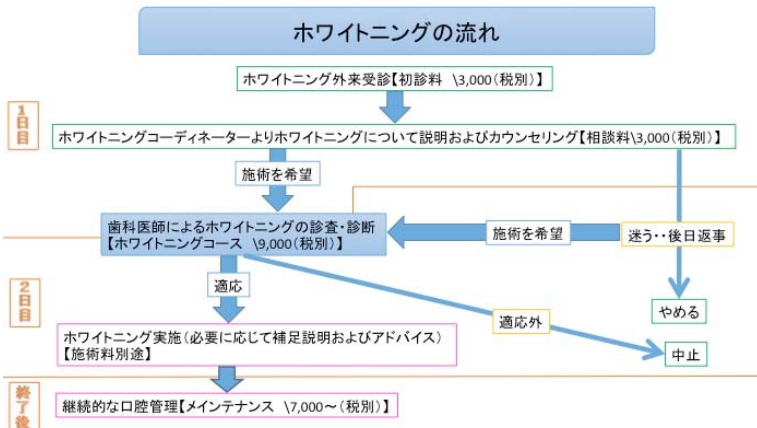 ホワイトニングの流れ
ホワイトニング外来受診【初診料 \3,000(税別)】
1日目
ホワイトニングコーディネーターよりホワイトニングについて説明およびカウンセリング【相談料\3,000(税別)】
施術を希望
歯科医師によるホワイトニングの診査・診断
【ホワイトニングコース \9,000(税別)】
施術を希望
迷う・・後日返事
2日目
適応
適応外
やめる
中止
ホワイトニング実施(必要に応じて補足説明およびアドバイス)
【施術料別途】
終了後
継続的な口腔管理【メインテナンス \7,000~(税別)】